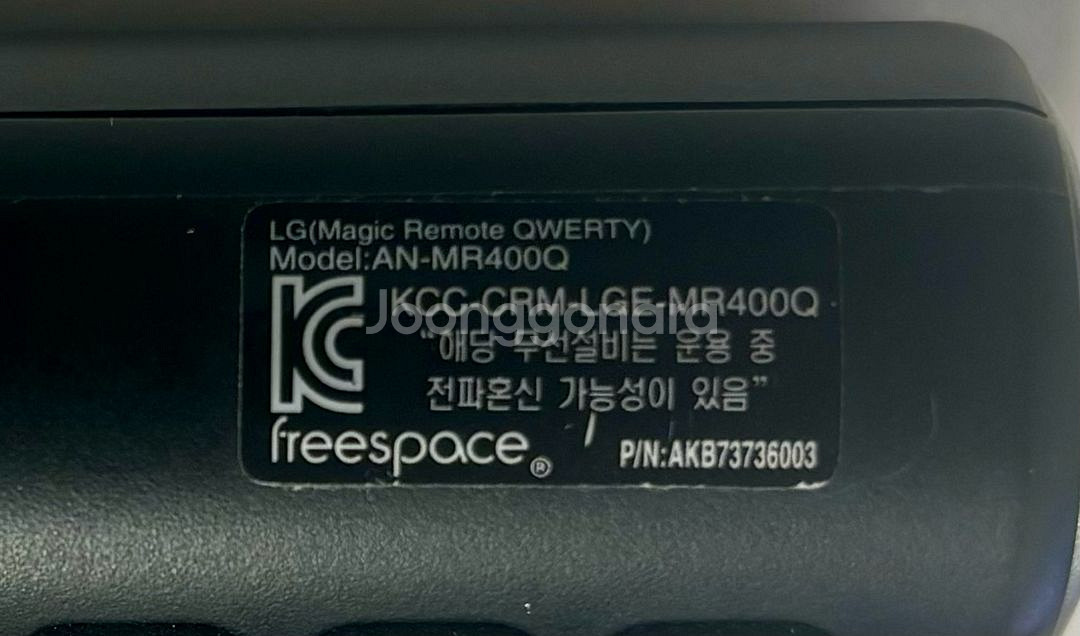 LG(Magic Remote QWERTY)
Model:AN-MR400Q
KCC-CRM-LGE-MR400Q
Joonggonara
"해당 무선설비는 운용 중
전파혼신 가능성이 있음"
freespace®
P/N:AKB73736003